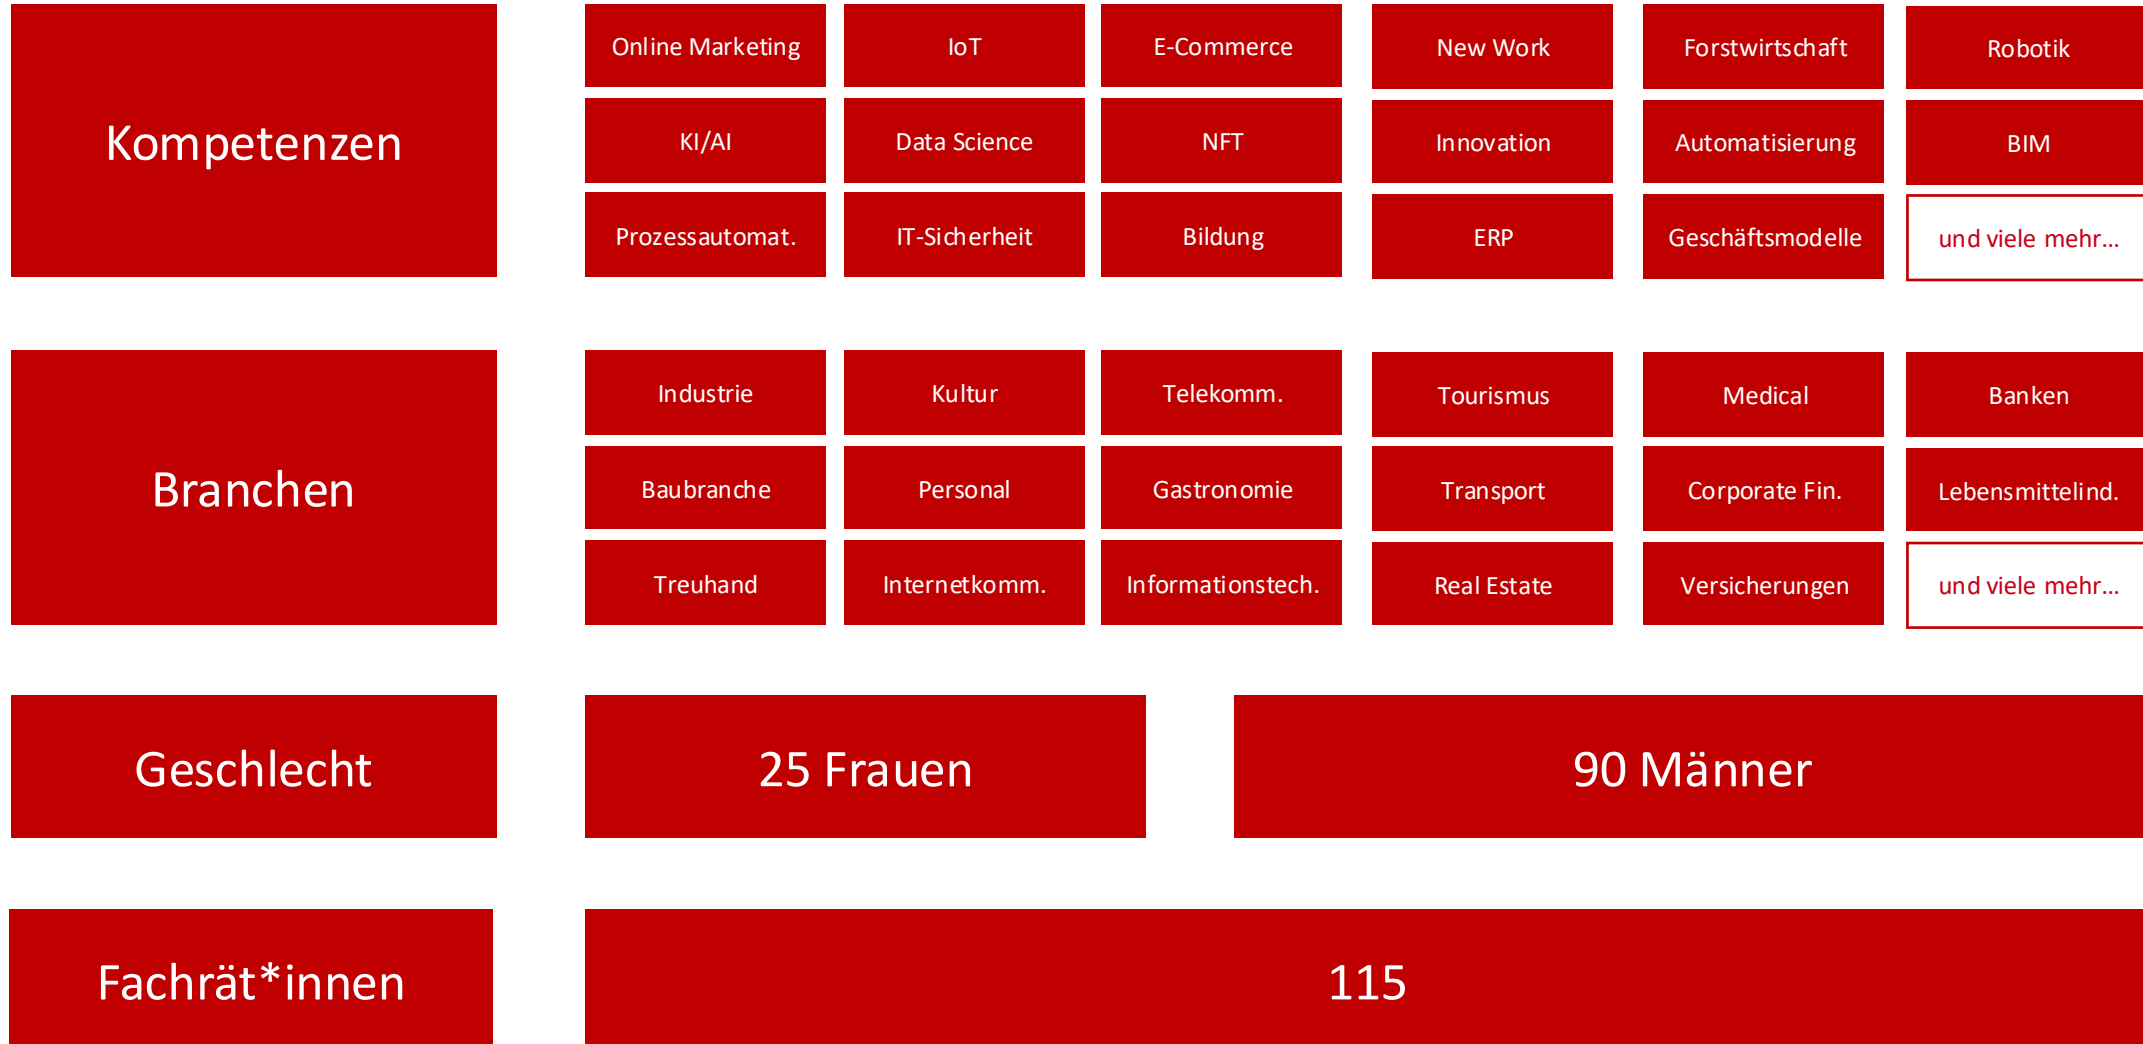 Kompetenzen
Online Marketing
IoT
E-Commerce
New Work
Forstwirtschaft
Robotik
KI/AI
Data Science
NFT
Innovation
Automatisierung
BIM
Prozessautomat.
IT-Sicherheit
Bildung
ERP
Geschäftsmodelle
und viele mehr...
Branchen
Industrie
Kultur
Telekomm.
Tourismus
Medical
Banken
Baubranche
Personal
Gastronomie
Transport
Corporate Fin.
Lebensmittelind.
Treuhand
Internetkomm.
Informationstech.
Real Estate
Versicherungen
und viele mehr...
Geschlecht
25 Frauen
90 Männer
Fachrät*innen
115